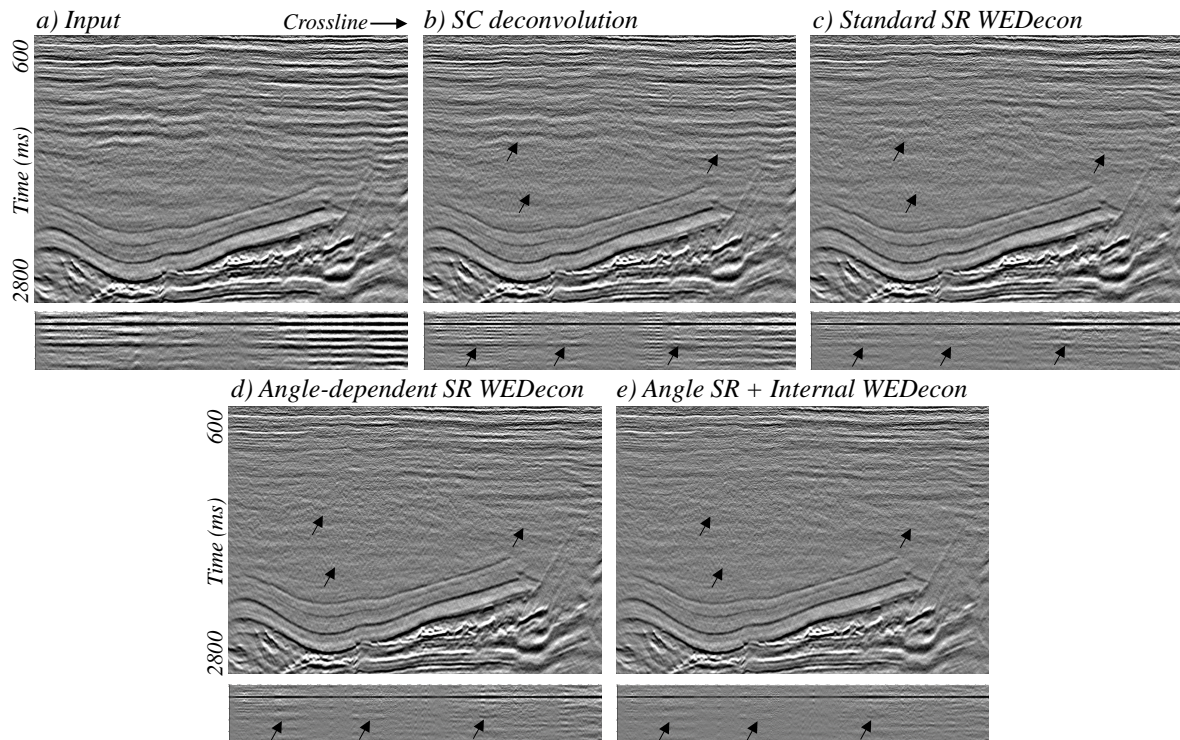 a) Input
Crossline
b) SC deconvolution
c) Standard SR WEDecon
600
Time (ms)
2800
d) Angle-dependent SR WEDecon
e) Angle SR + Internal WEDecon
600
Time (ms)
2800